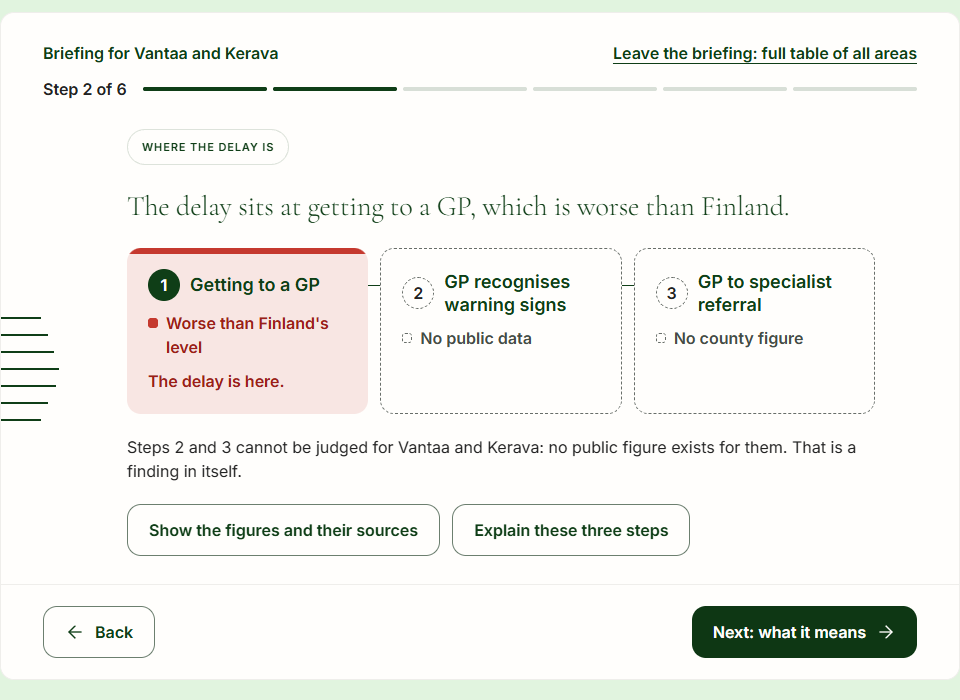 Briefing for Vantaa and Kerava
Leave the briefing: full table of all areas
Step 2 of 6
WHERE THE DELAY IS
The delay sits at getting to a GP, which is worse than Finland.
1 Getting to a GP
Worse than Finland's
level
The delay is here.
2 GP recognises
warning signs
No public data
3 GP to specialist
referral
No county figure
Steps 2 and 3 cannot be judged for Vantaa and Kerava: no public figure exists for them. That is a
finding in itself.
Show the figures and their sources
Explain these three steps
← Back
Next: what it means →